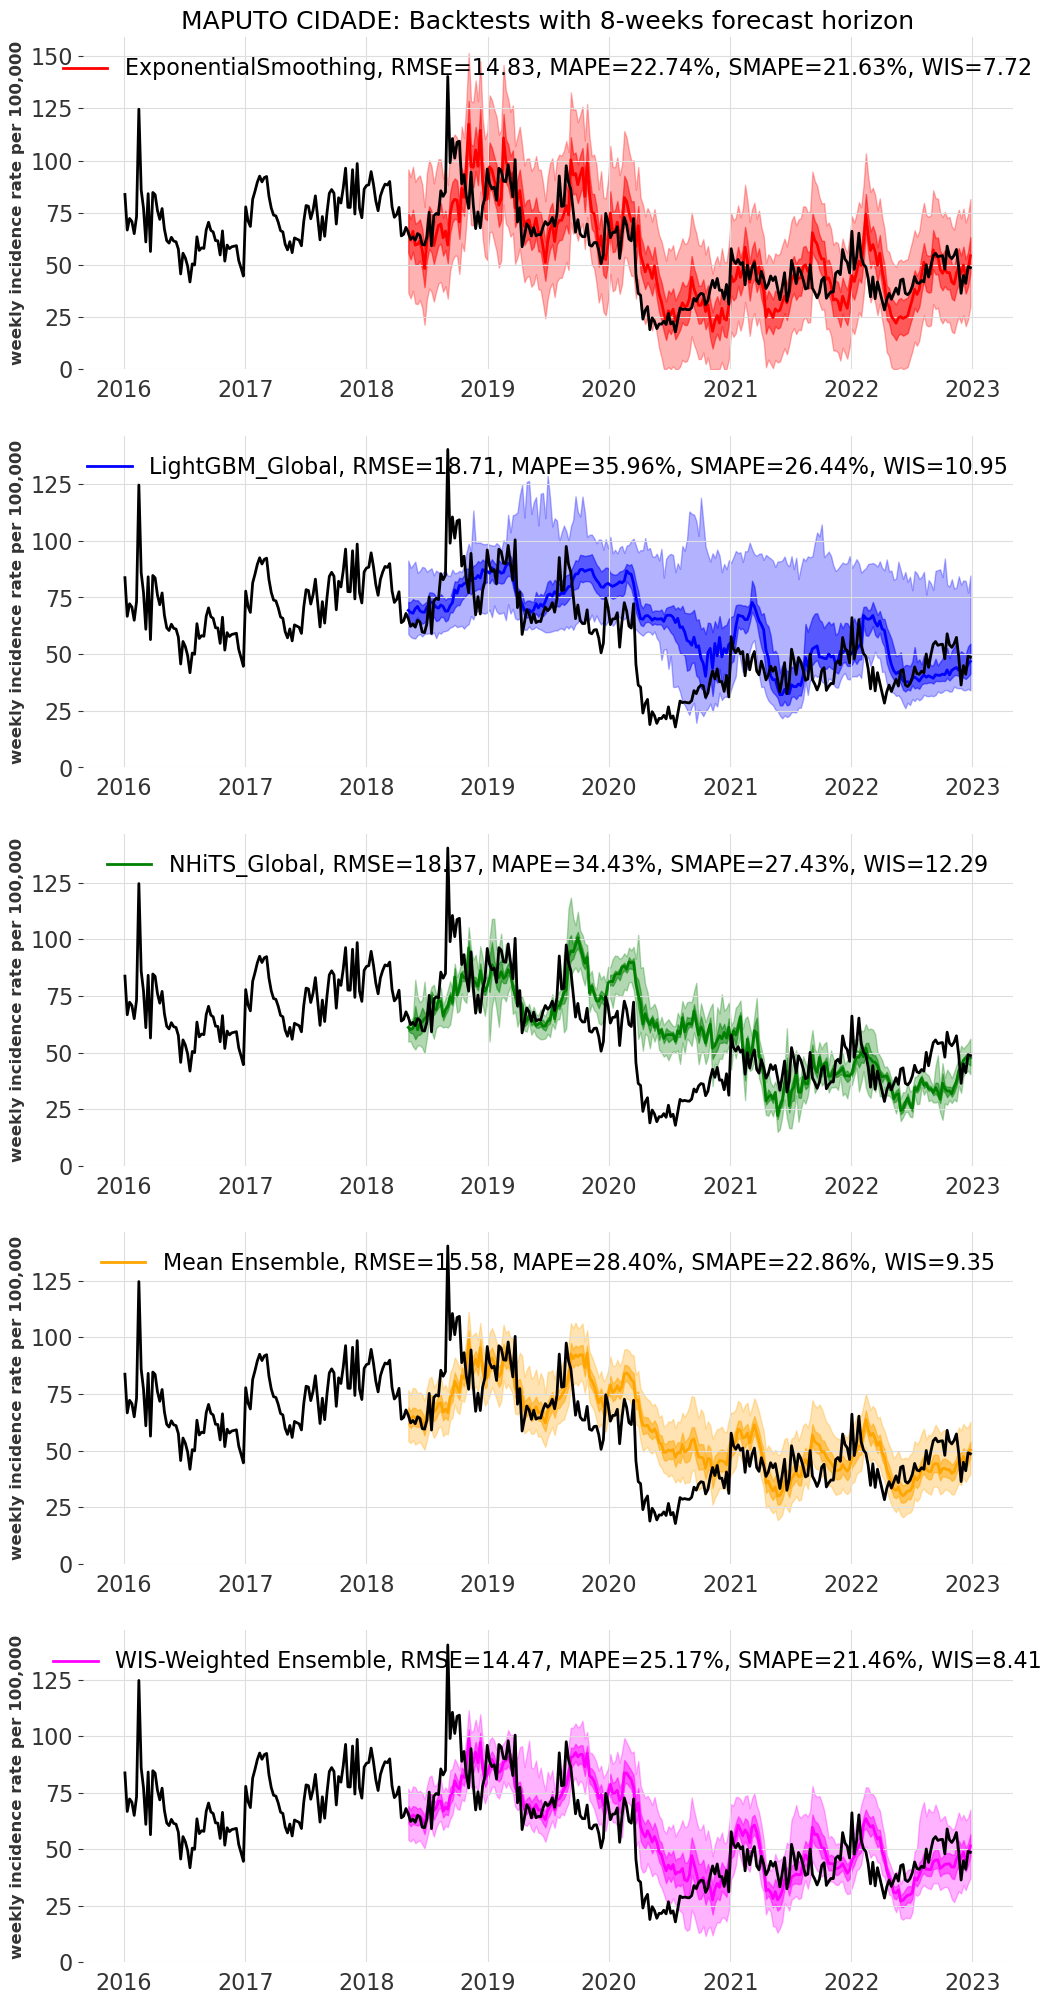 MAPUTO CIDADE: Backtests with 8-weeks forecast horizon
ExponentialSmoothing, RMSE=14.83, MAPE=22.74%, SMAPE=21.63%, WIS=7.72
weekly incidence rate per 100,000
150
125
100
75
50
25
0
2016 2017 2018 2019 2020 2021 2022 2023
LightGBM_Global, RMSE=18.71, MAPE=35.96%, SMAPE=26.44%, WIS=10.95
weekly incidence rate per 100,000
125
100
75
50
25
0
2016 2017 2018 2019 2020 2021 2022 2023
NHiTS_Global, RMSE=18.37, MAPE=34.43%, SMAPE=27.43%, WIS=12.29
weekly incidence rate per 100,000
125
100
75
50
25
0
2016 2017 2018 2019 2020 2021 2022 2023
Mean Ensemble, RMSE=15.58, MAPE=28.40%, SMAPE=22.86%, WIS=9.35
weekly incidence rate per 100,000
125
100
75
50
25
0
2016 2017 2018 2019 2020 2021 2022 2023
WIS-Weighted Ensemble, RMSE=14.47, MAPE=25.17%, SMAPE=21.46%, WIS=8.41
weekly incidence rate per 100,000
125
100
75
50
25
0
2016 2017 2018 2019 2020 2021 2022 2023